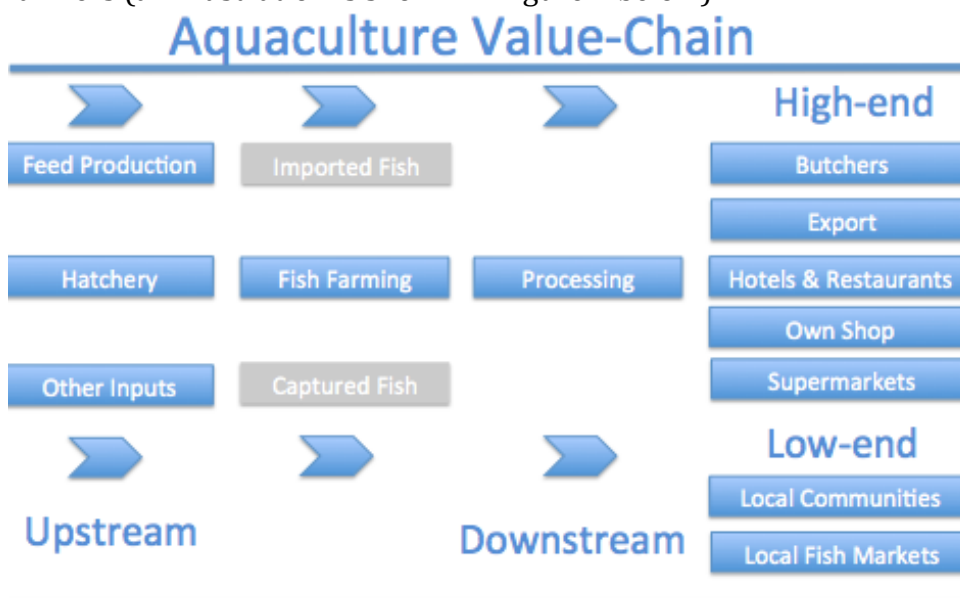 Aquaculture Value-Chain
High-end
Feed Production
Imported Fish
Butchers
Export
Hatchery
Fish Farming
Processing
Hotels & Restaurants
Own Shop
Other Inputs
Captured Fish
Supermarkets
Low-end
Local Communities
Upstream
Downstream
Local Fish Markets